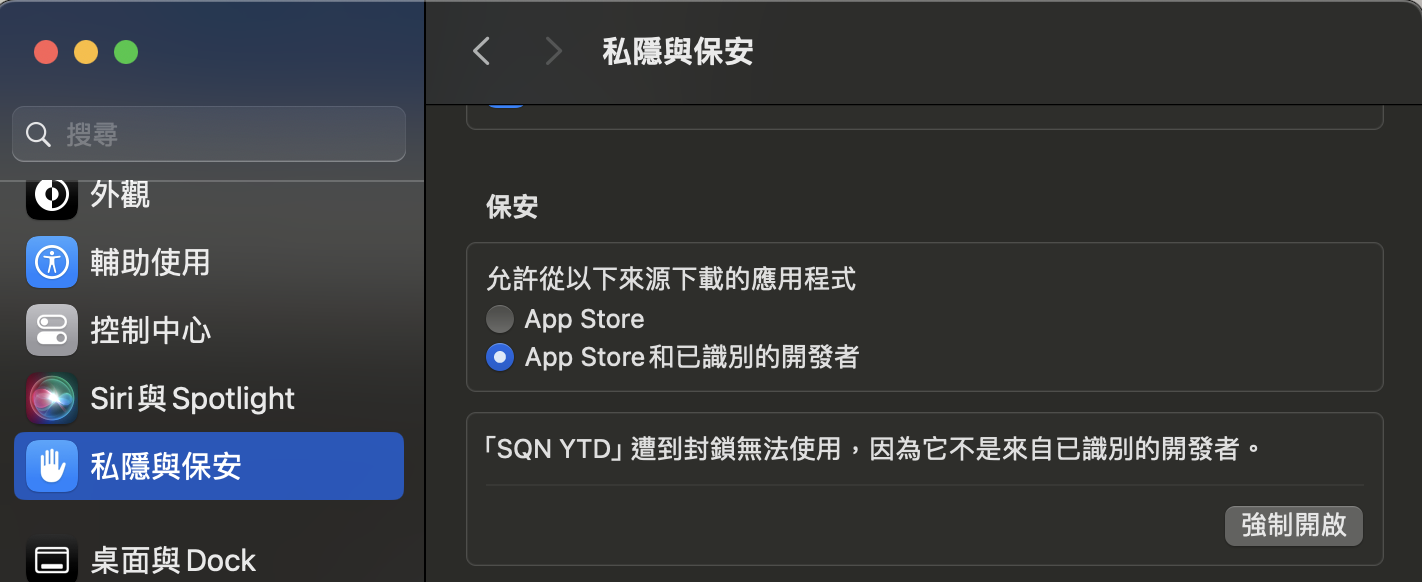 私隱與保安
搜尋
外觀
輔助使用
控制中心
Siri與Spotlight
私隱與保安
桌面與Dock
保安
允許從以下來源下載的應用程式
App Store
App Store和已識別的開發者
「SQN YTD」遭到封鎖無法使用，因為它不是來自已識別的開發者。
強制開啟